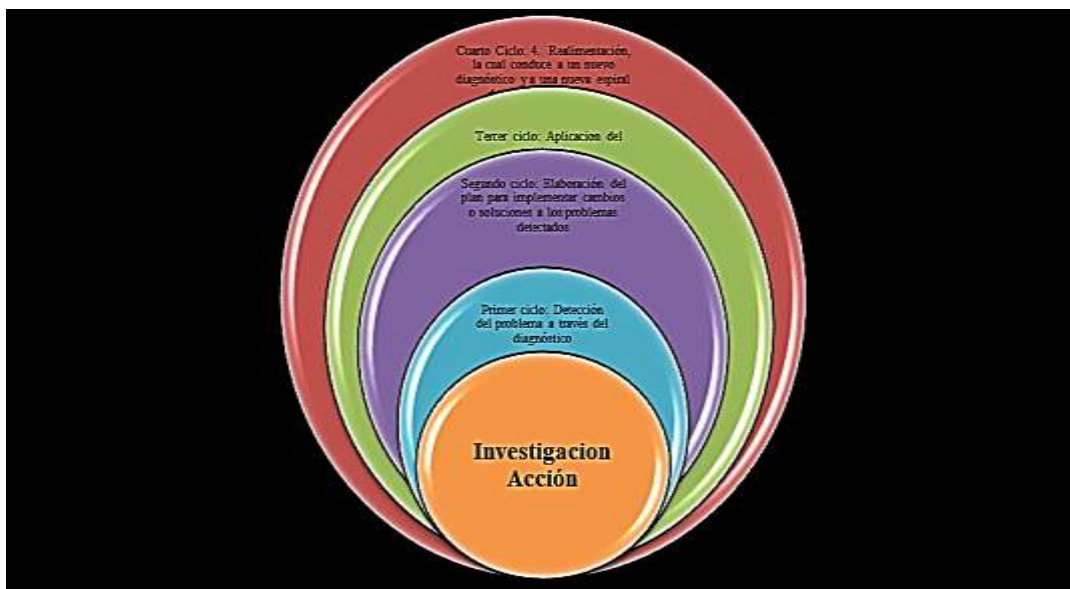 Cuarto Ciclo: 4. Realimentación,
la cual conduce a un nuevo
diagnóstico y a una nueva espiral
Tercer ciclo: Aplicacion del
Segundo ciclo: Elaboración del
plan para implementar cambios
o soluciones a los problemas
detectados
Primer ciclo: Detección
del problema a través del
diagnóstico
Investigacion
Acción